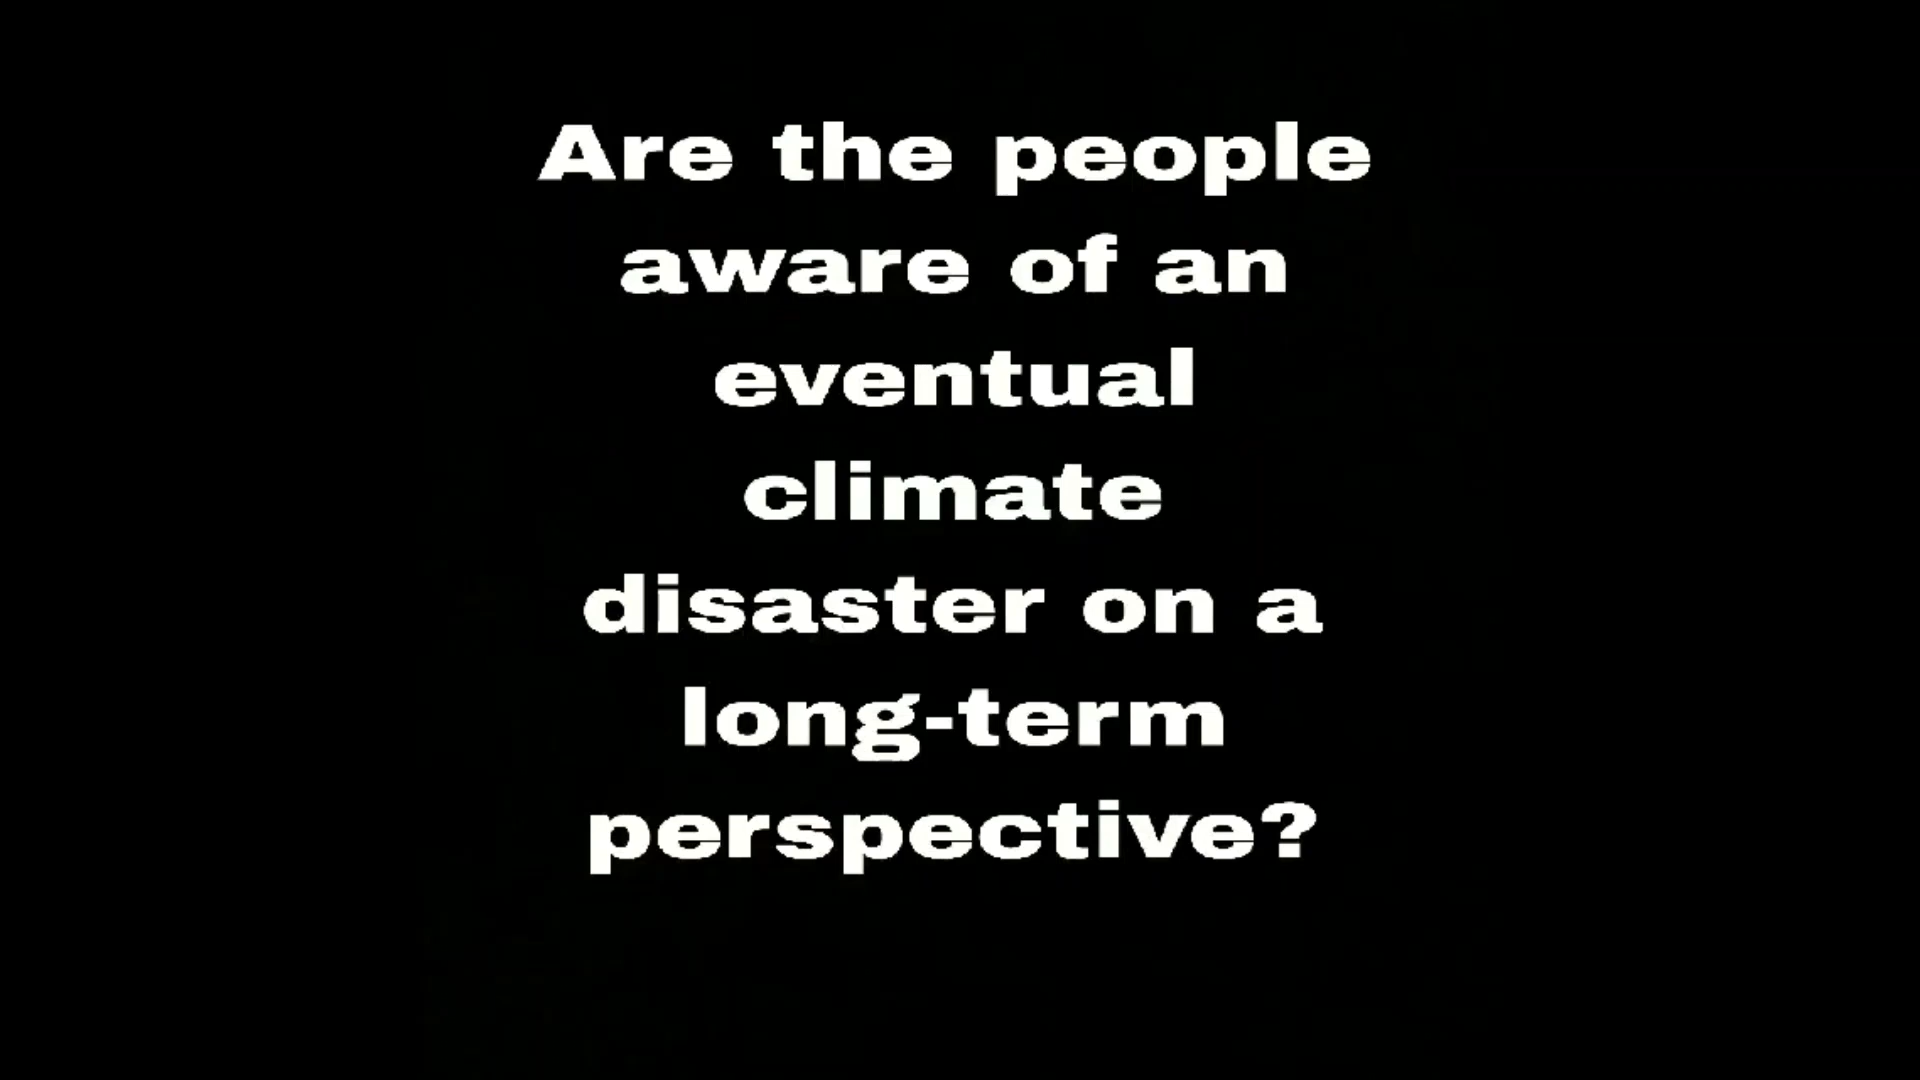 Are the people
aware of an
eventual
climate
disaster on a
long-term
perspective?